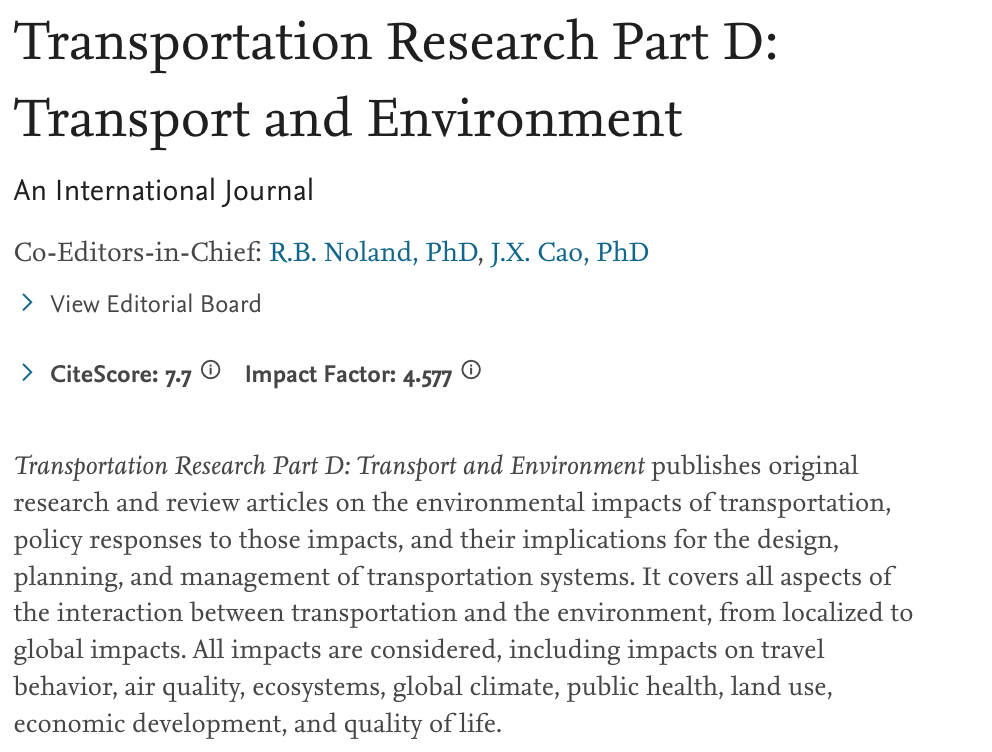 Transportation Research Part D:
Transport and Environment
An International Journal
Co-Editors-in-Chief: R.B. Noland, PhD, J.X. Cao, PhD
> View Editorial Board
> CiteScore: 7.7 ⓘ Impact Factor: 4.577 ⓘ
Transportation Research Part D: Transport and Environment publishes original
research and review articles on the environmental impacts of transportation,
policy responses to those impacts, and their implications for the design,
planning, and management of transportation systems. It covers all aspects of
the interaction between transportation and the environment, from localized to
global impacts. All impacts are considered, including impacts on travel
behavior, air quality, ecosystems, global climate, public health, land use,
economic development, and quality of life.